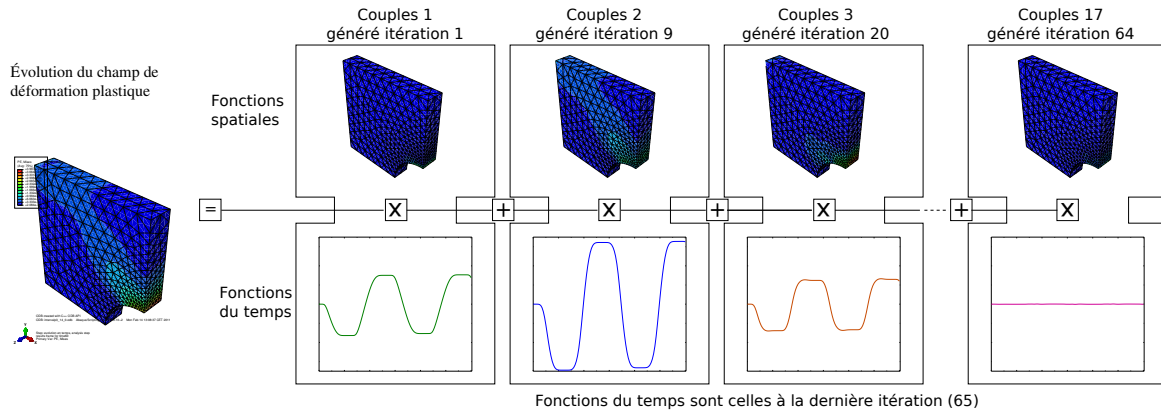 Couples 1
généré itération 1
Couples 2
généré itération 9
Couples 3
généré itération 20
Couples 17
généré itération 64
Évolution du champ de
déformation plastique
Fonctions
spatiales
=
X
+
X
+
X
+
X
Fonctions
du temps
Fonctions du temps sont celles à la dernière itération (65)